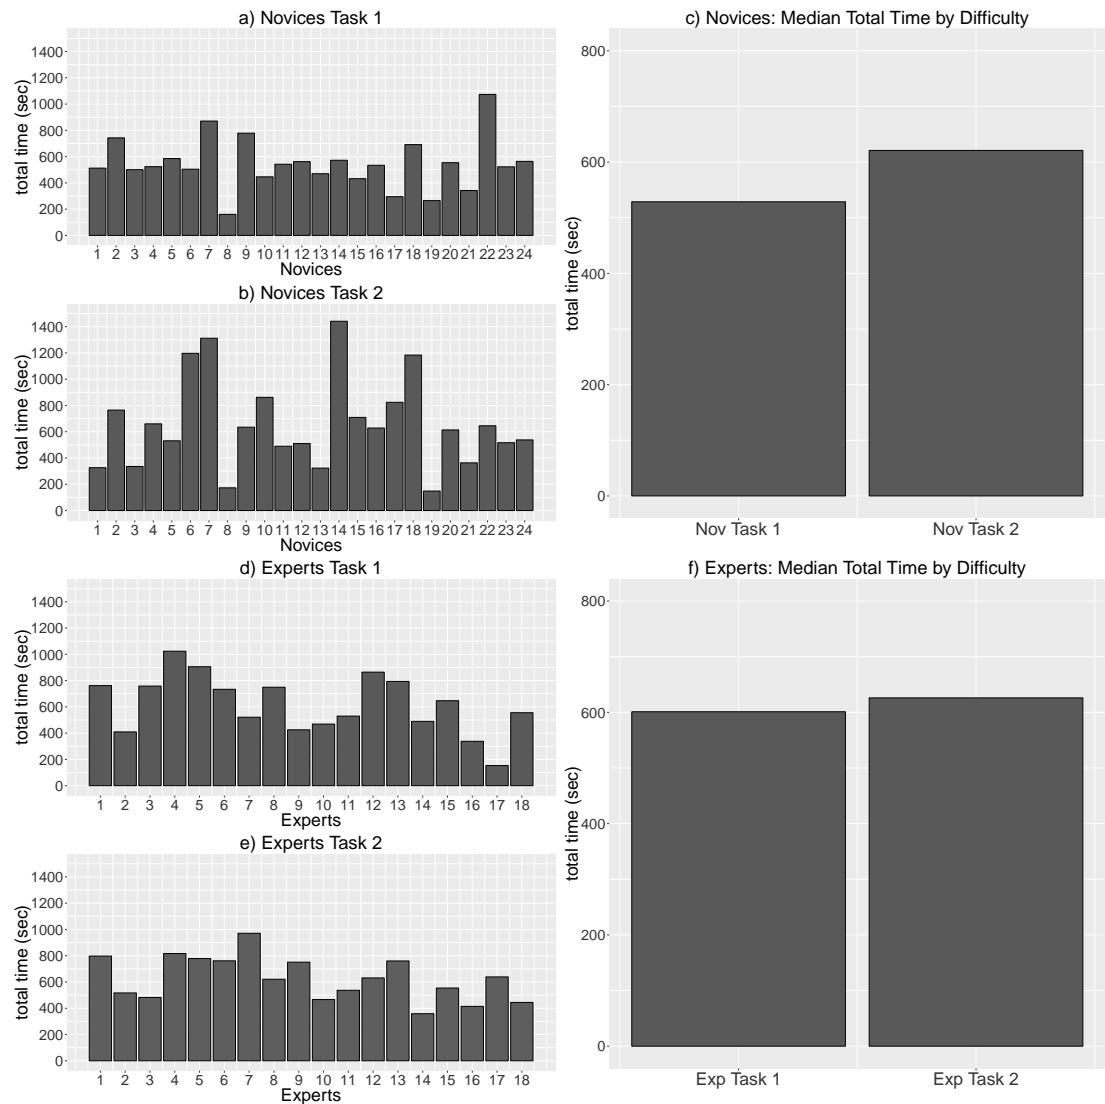 a) Novices Task 1
total time (sec)
1400
1200
1000
800
600
400
200
0
1 2 3 4 5 6 7 8 9 10 11 12 13 14 15 16 17 18 19 20 21 22 23 24
Novices
b) Novices Task 2
total time (sec)
1400
1200
1000
800
600
400
200
0
1 2 3 4 5 6 7 8 9 10 11 12 13 14 15 16 17 18 19 20 21 22 23 24
Novices
c) Novices: Median Total Time by Difficulty
total time (sec)
800
600
400
200
0
Nov Task 1 Nov Task 2
d) Experts Task 1
total time (sec)
1400
1200
1000
800
600
400
200
0
1 2 3 4 5 6 7 8 9 10 11 12 13 14 15 16 17 18
Experts
e) Experts Task 2
total time (sec)
1400
1200
1000
800
600
400
200
0
1 2 3 4 5 6 7 8 9 10 11 12 13 14 15 16 17 18
Experts
f) Experts: Median Total Time by Difficulty
total time (sec)
800
600
400
200
0
Exp Task 1 Exp Task 2